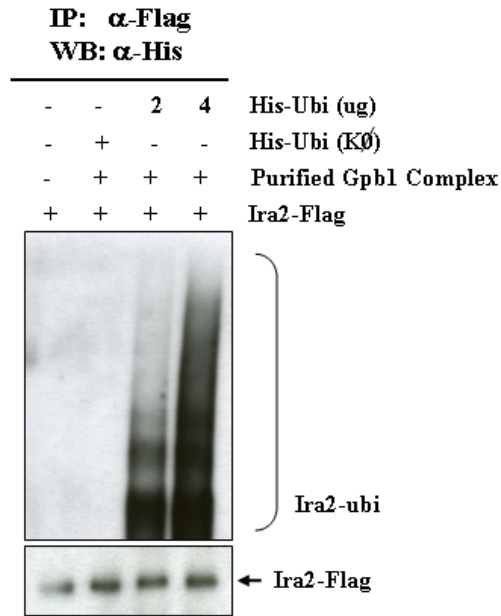 IP: α-Flag
WB: α-His
- - 2 4 His-Ubi (ug)
- + - - His-Ubi (K0̸)
- + + + Purified Gpb1 Complex
+ + + + Ira2-Flag
Ira2-ubi
Ira2-Flag